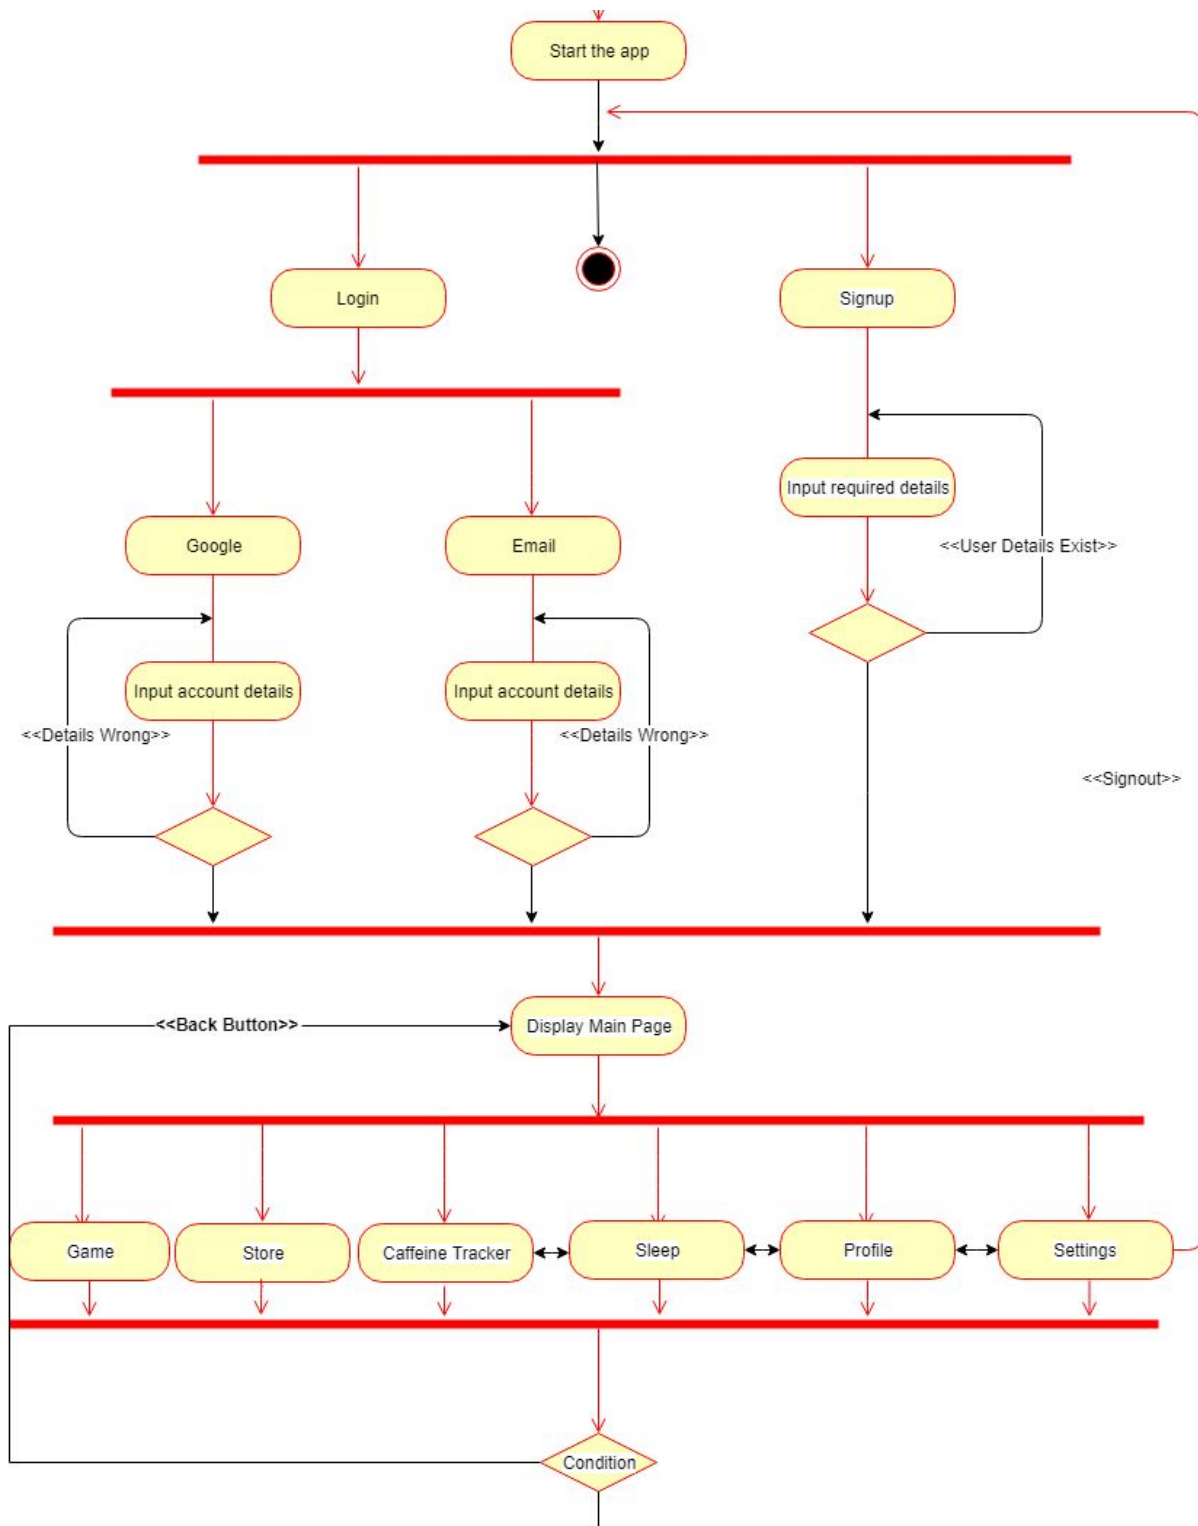 Start the app
Login
Signup
Input required details
Google
Email
<<User Details Exist>>
Input account details
Input account details
<<Details Wrong>>
<<Details Wrong>>
<<Signout>>
<<Back Button>>
Display Main Page
Game
Store
Caffeine Tracker
Sleep
Profile
Settings
Condition